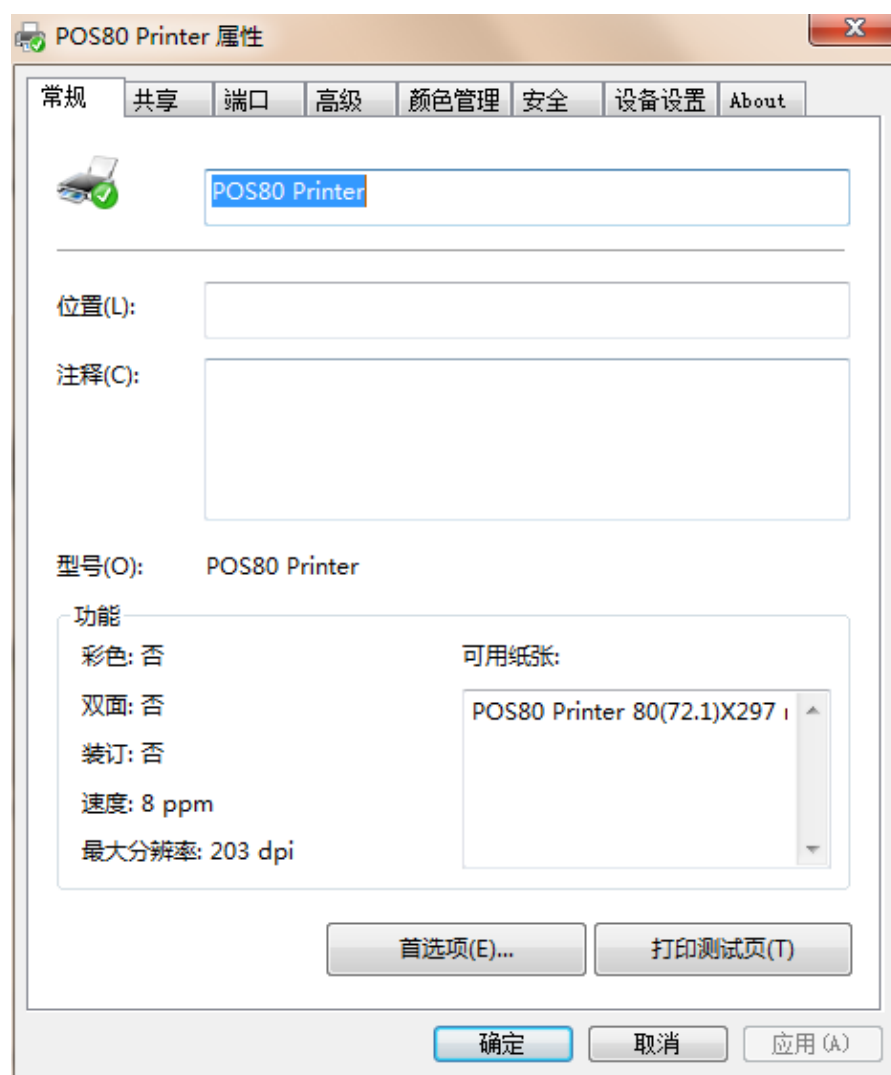 POS80 Printer 属性
常规 共享 端口 高级 颜色管理 安全 设备设置 About
POS80 Printer
位置(L):
注释(C):
型号(O): POS80 Printer
功能
彩色: 否
可用纸张:
双面: 否
POS80 Printer 80(72.1)X297
装订: 否
速度: 8 ppm
最大分辨率: 203 dpi
首选项(E)...
打印测试页(T)
确定
取消
应用(A)